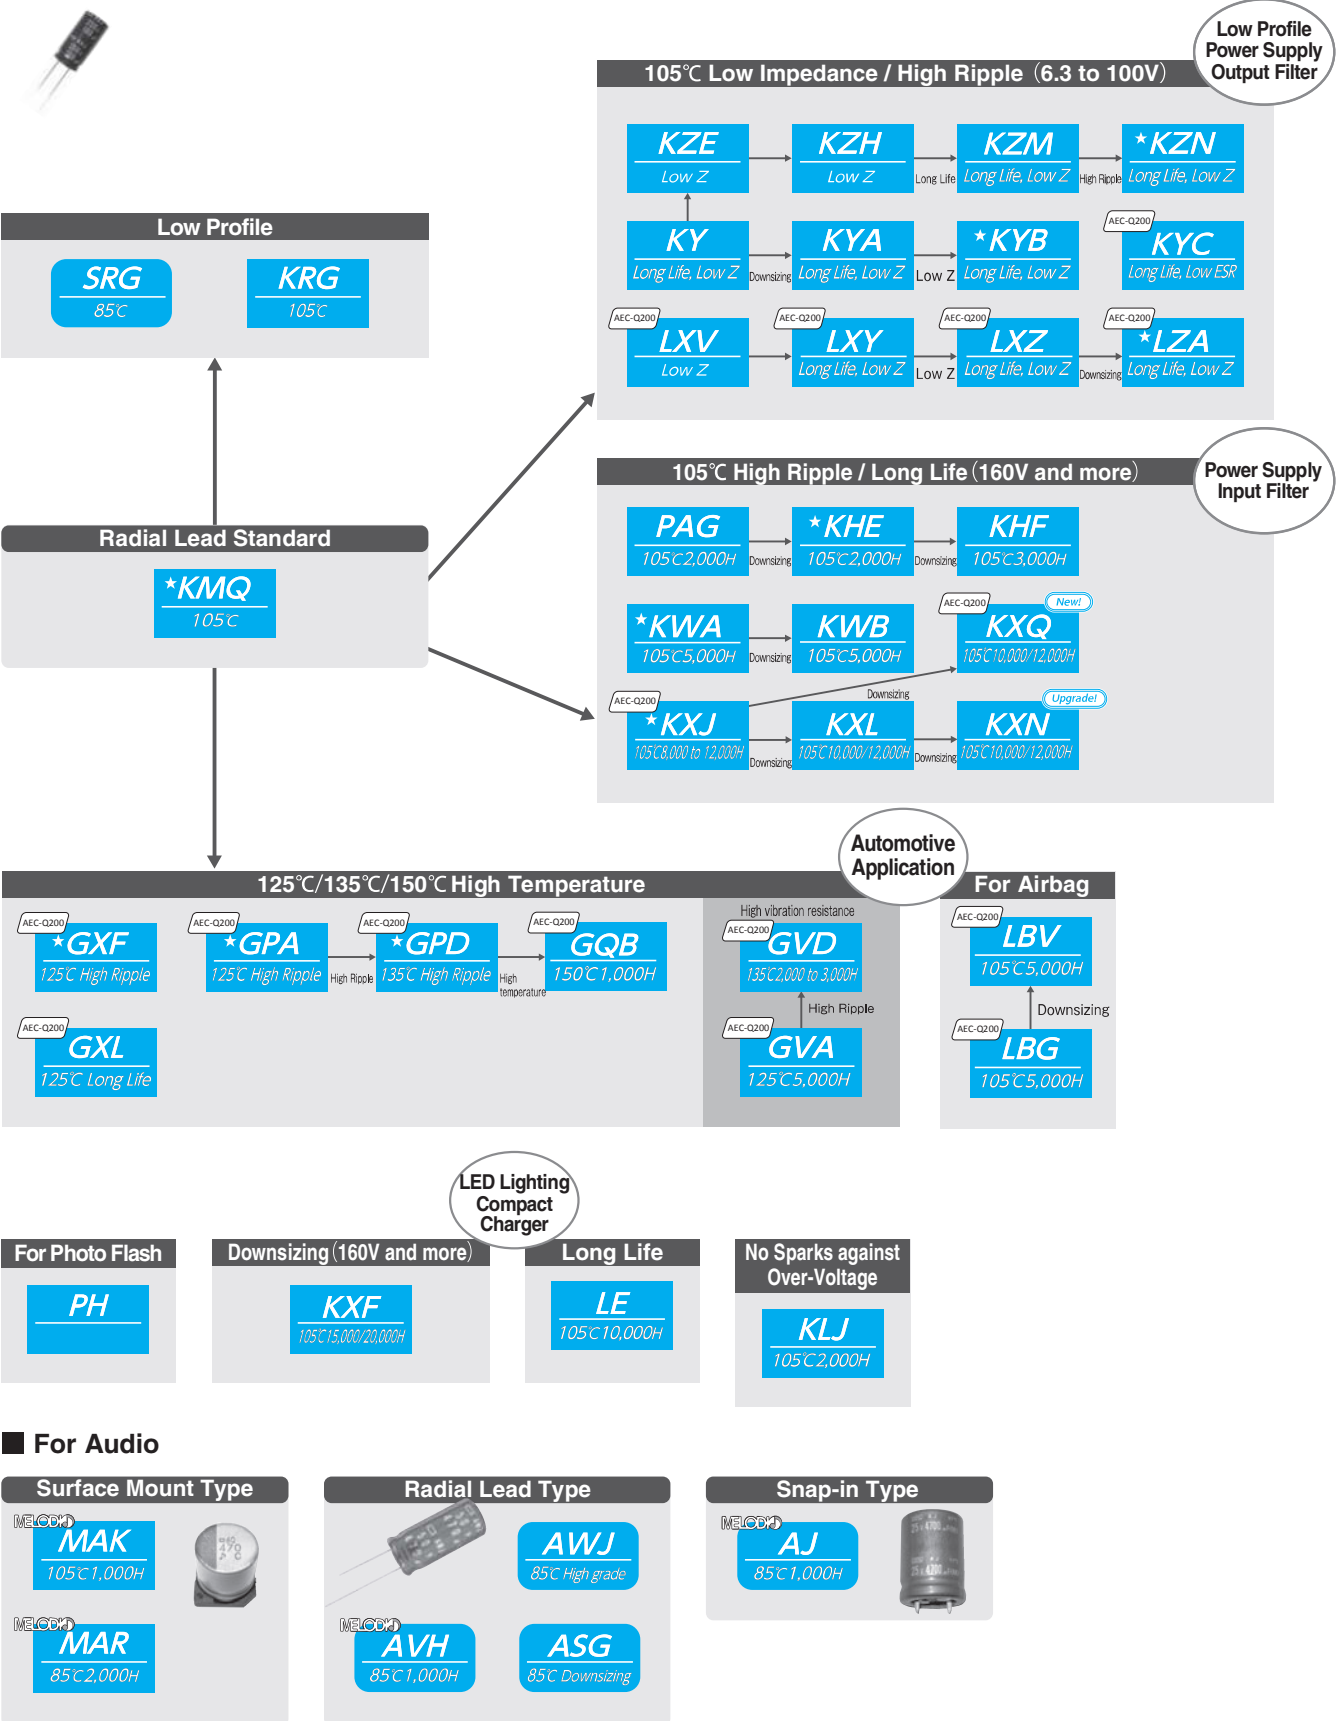 Low Profile
Power Supply
Output Filter
105℃ Low Impedance / High Ripple (6.3 to 100V)
KZE
Low Z
KZH
Low Z
Long Life
KZM
Long Life, Low Z
High Ripple
★KZN
Long Life, Low Z
KY
Long Life, Low Z
Downsizing
KYA
Long Life, Low Z
Low Z
★KYB
Long Life, Low Z
AEC-Q200
KYC
Long Life, Low ESR
AEC-Q200
LXV
Low Z
AEC-Q200
LXY
Long Life, Low Z
Low Z
AEC-Q200
LXZ
Long Life, Low Z
Downsizing
AEC-Q200
★LZA
Long Life, Low Z
Low Profile
SRG
85℃
KRG
105℃
Radial Lead Standard
★KMQ
105℃
Power Supply
Input Filter
105℃ High Ripple / Long Life (160V and more)
PAG
105℃2,000H
Downsizing
★KHE
105℃2,000H
Downsizing
KHF
105℃3,000H
★KWA
105℃5,000H
Downsizing
KWB
105℃5,000H
AEC-Q200
New!
KXQ
105℃10,000/12,000H
Downsizing
AEC-Q200
★KXJ
105℃8,000 to 12,000H
Downsizing
KXL
105℃10,000/12,000H
Downsizing
Upgrade!
KXN
105℃10,000/12,000H
Automotive
Application
125℃/135℃/150℃ High Temperature
AEC-Q200
★GXF
125℃ High Ripple
AEC-Q200
★GPA
125℃ High Ripple
High Ripple
AEC-Q200
★GPD
135℃ High Ripple
High
temperature
AEC-Q200
GQB
150℃1,000H
AEC-Q200
GXL
125℃ Long Life
High vibration resistance
AEC-Q200
GVD
135℃2,000 to 3,000H
High Ripple
AEC-Q200
GVA
125℃5,000H
For Airbag
AEC-Q200
LBV
105℃5,000H
Downsizing
AEC-Q200
LBG
105℃5,000H
LED Lighting
Compact
Charger
For Photo Flash
PH
Downsizing (160V and more)
KXF
105℃15,000/20,000H
Long Life
LE
105℃10,000H
No Sparks against
Over-Voltage
KLJ
105℃2,000H
■ For Audio
Surface Mount Type
MELODIO
MAK
105℃1,000H
MELODIO
MAR
85℃2,000H
Radial Lead Type
AWJ
85℃ High grade
MELODIO
AVH
85℃1,000H
ASG
85℃ Downsizing
Snap-in Type
MELODIO
AJ
85℃1,000H